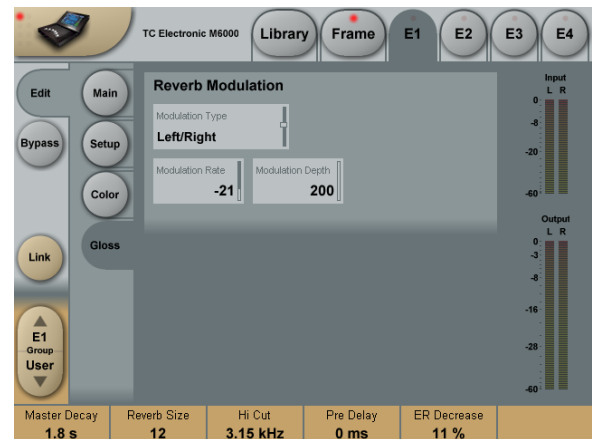 TC Electronic M6000
Library
Frame
E1
E2
E3
E4
Edit
Main
Bypass
Setup
Color
Link
Gloss
E1
Group
User
Reverb Modulation
Modulation Type
Left/Right
Modulation Rate
-21
Modulation Depth
200
Input
L R
0
-8
-20
-60
Output
L R
0
-3
-8
-16
-28
-60
Master Decay
1.8 s
Reverb Size
12
Hi Cut
3.15 kHz
Pre Delay
0 ms
ER Decrease
11 %